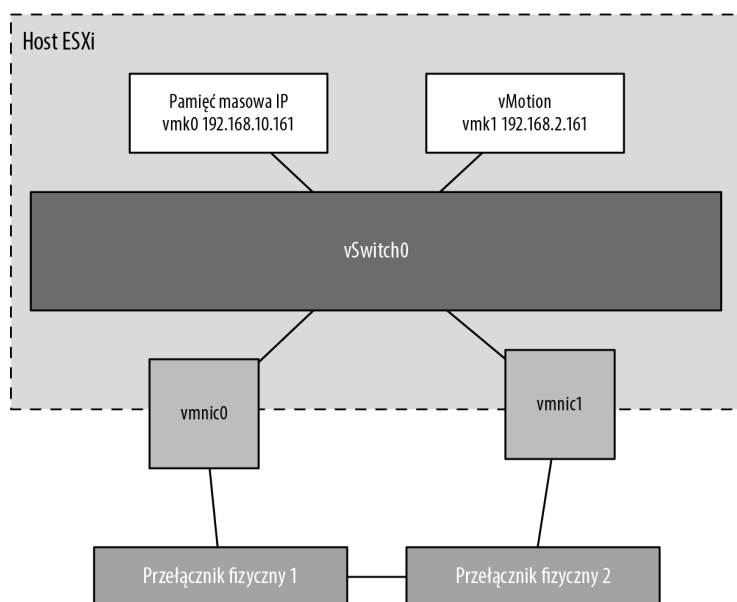 Host ESXi
Pamięć masowa IP
vmk0 192.168.10.161
vMotion
vmk1 192.168.2.161
vSwitch0
vmnic0
vmnic1
Przełącznik fizyczny 1
Przełącznik fizyczny 2